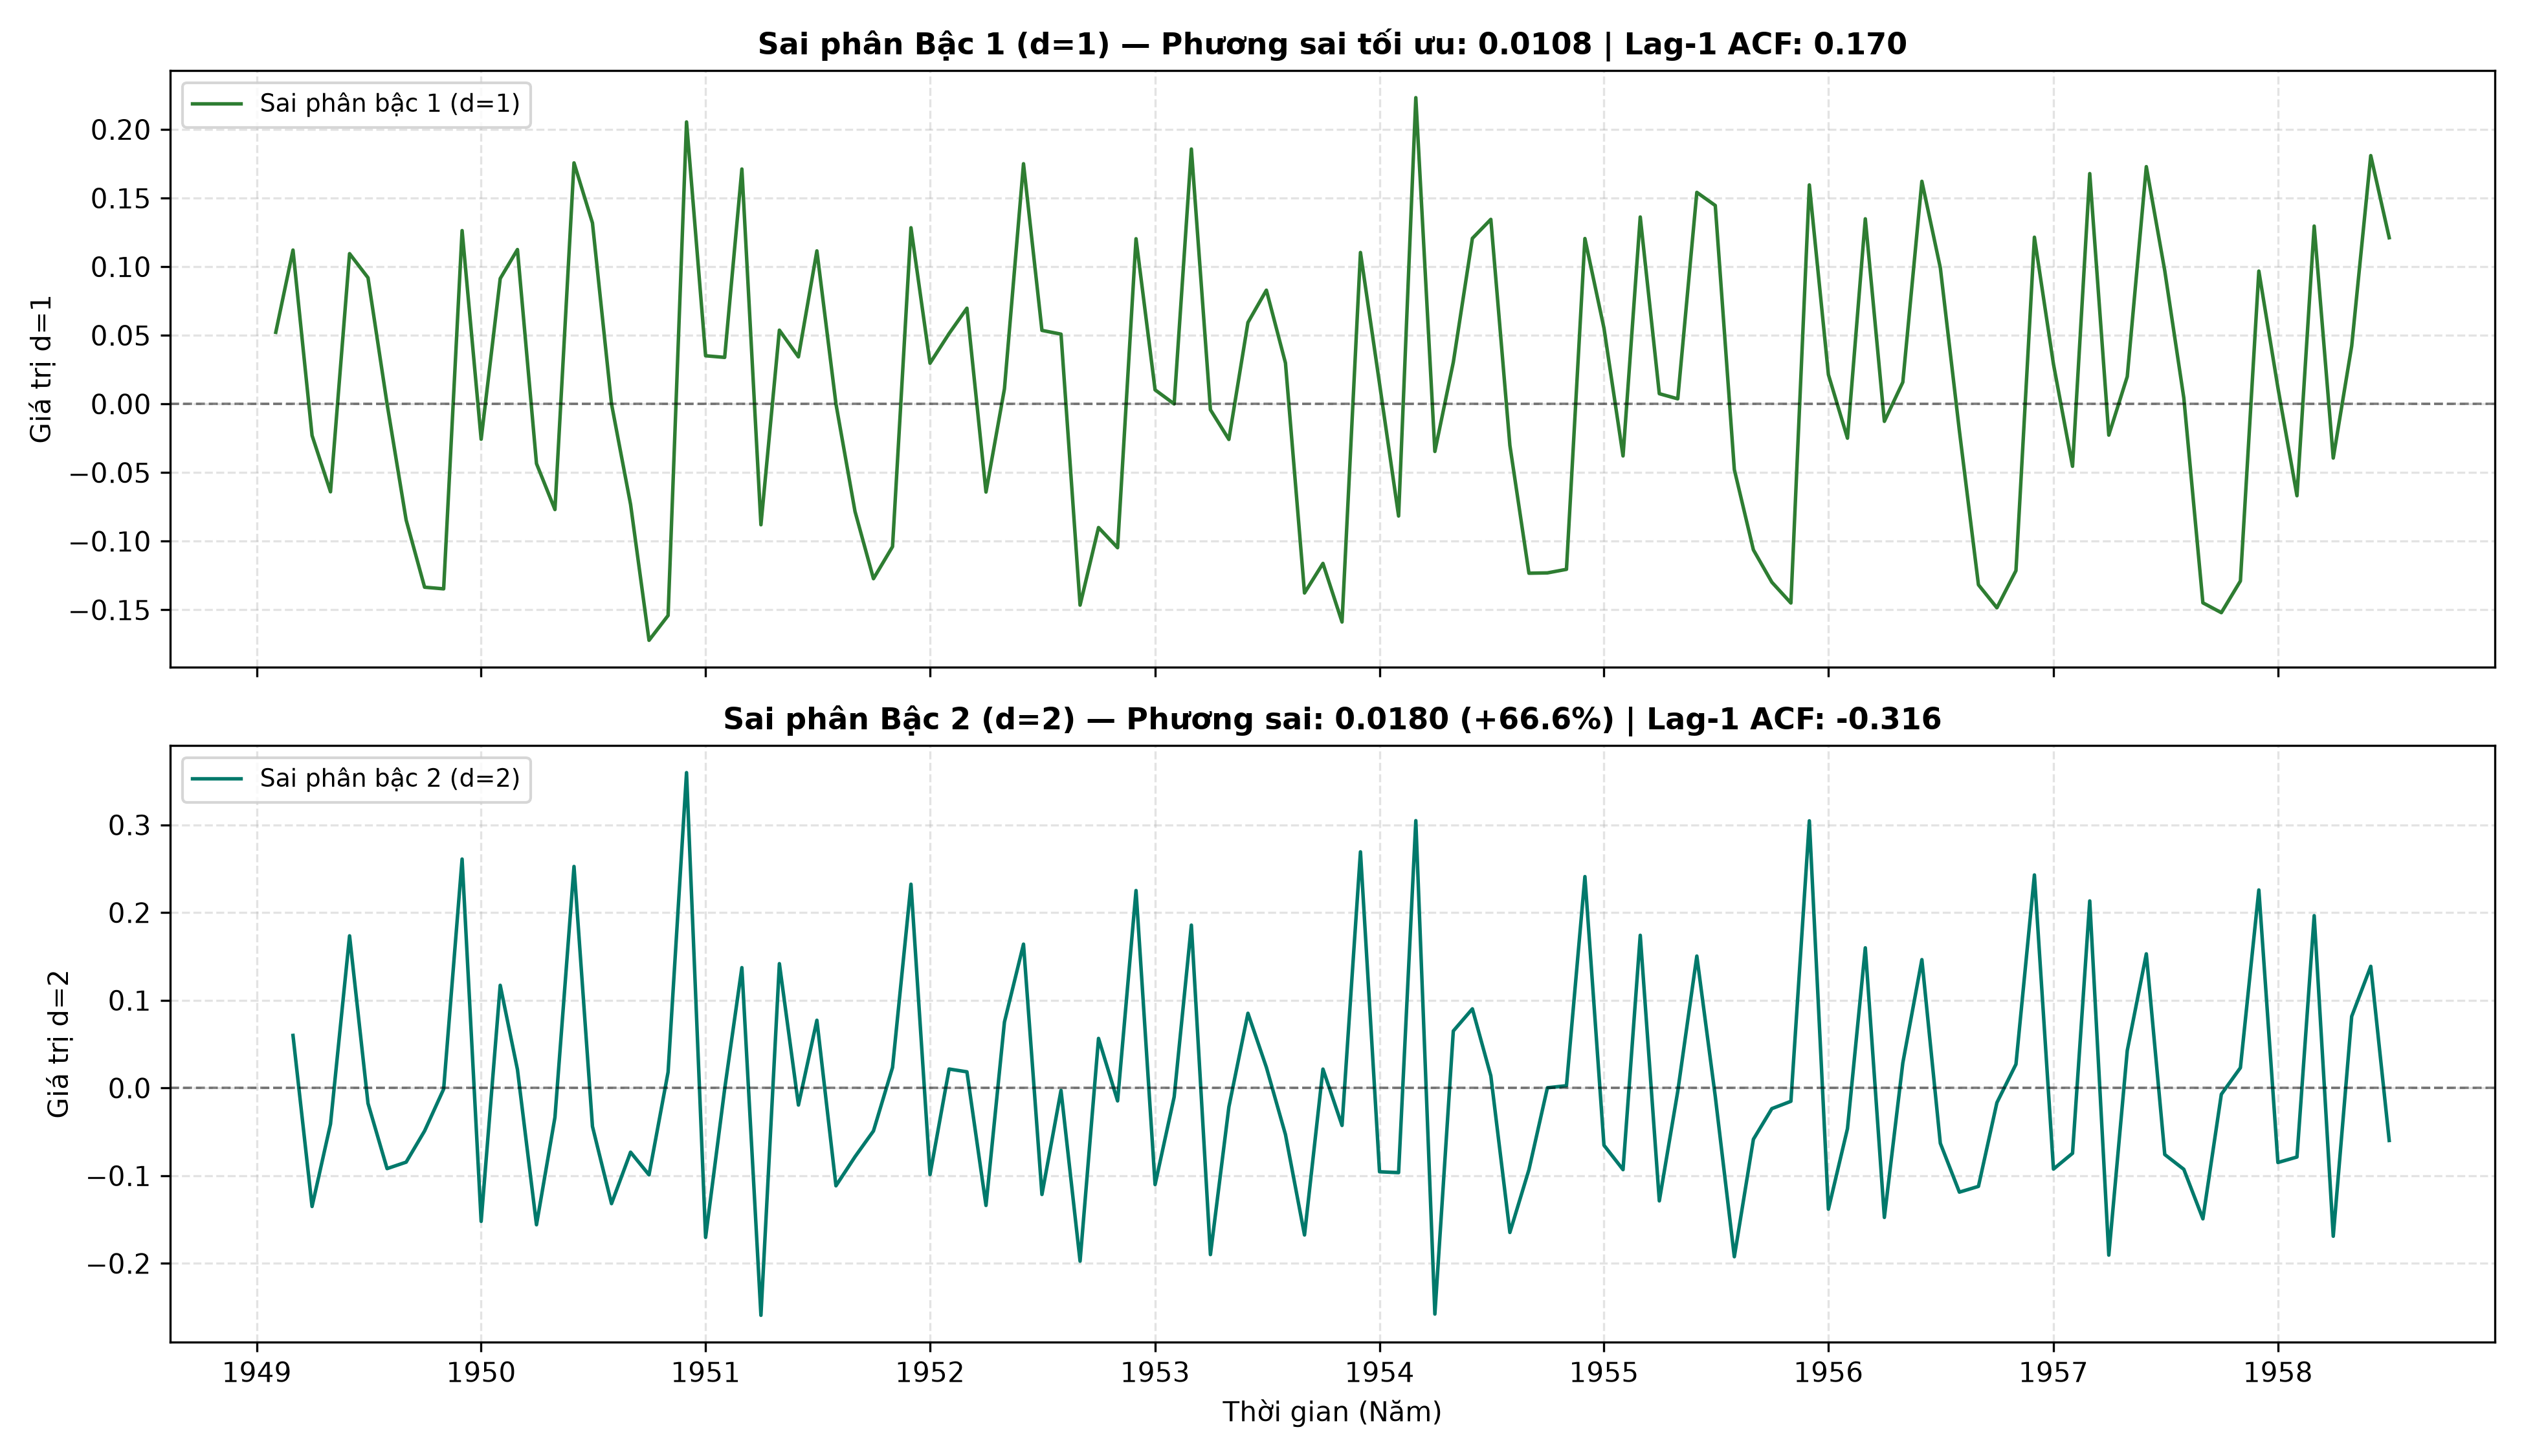 Sai phân Bậc 1 (d=1) — Phương sai tối ưu: 0.0108 | Lag-1 ACF: 0.170
Sai phân bậc 1 (d=1)
Giá trị d=1
0.20
0.15
0.10
0.05
0.00
−0.05
−0.10
−0.15
Sai phân Bậc 2 (d=2) — Phương sai: 0.0180 (+66.6%) | Lag-1 ACF: -0.316
Sai phân bậc 2 (d=2)
Giá trị d=2
0.3
0.2
0.1
0.0
−0.1
−0.2
1949 1950 1951 1952 1953 1954 1955 1956 1957 1958
Thời gian (Năm)